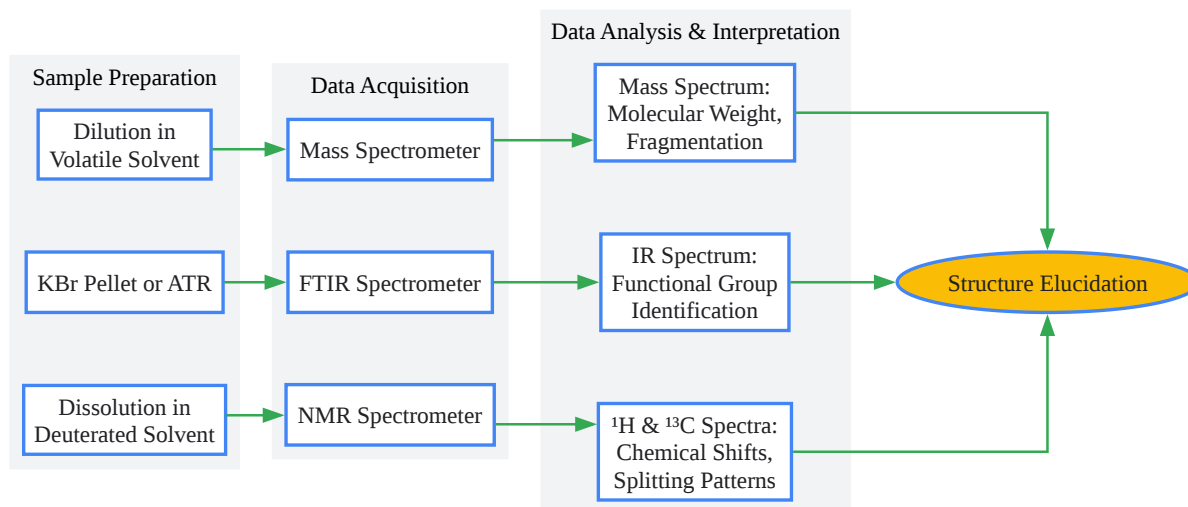 Sample Preparation
Dilution in
Volatile Solvent
KBr Pellet or ATR
Dissolution in
Deuterated Solvent
Data Acquisition
Mass Spectrometer
FTIR Spectrometer
NMR Spectrometer
Data Analysis & Interpretation
Mass Spectrum:
Molecular Weight,
Fragmentation
IR Spectrum:
Functional Group
Identification
¹H & ¹³C Spectra:
Chemical Shifts,
Splitting Patterns
Structure Elucidation